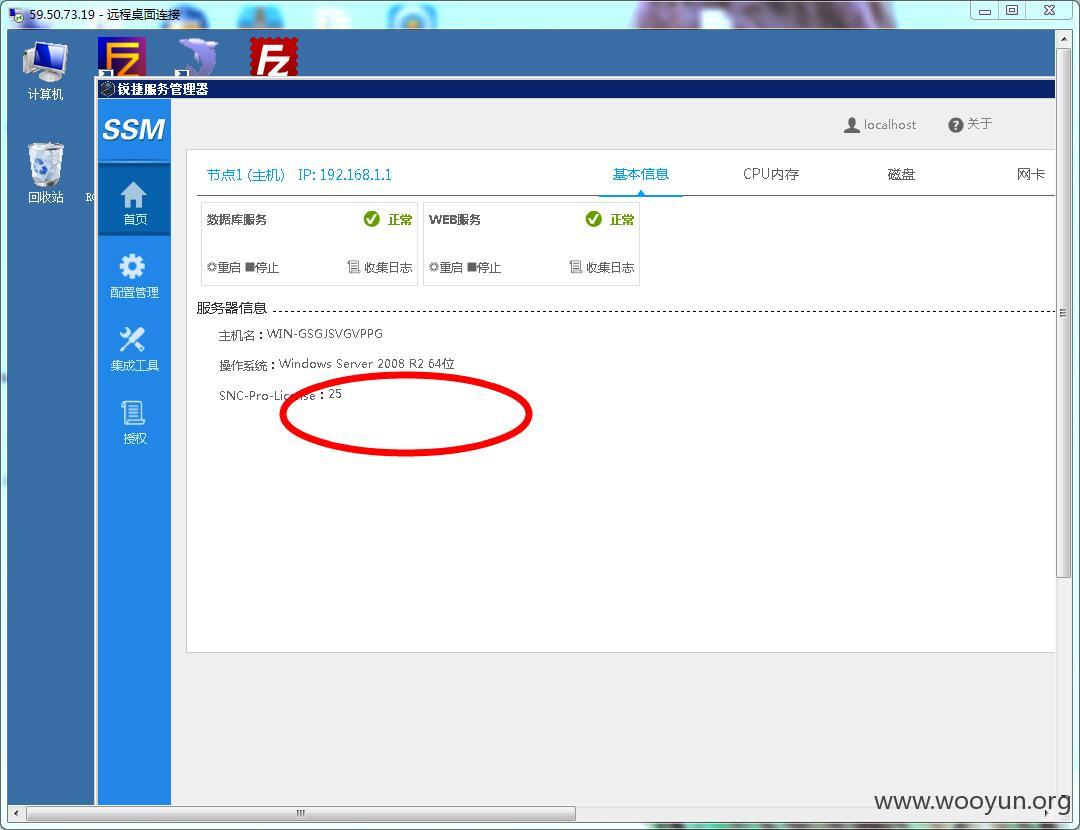 59.50.73.19 - 远程桌面连接
计算机
回收站
锐捷服务管理器
SSM
localhost
关于
首页
配置管理
集成工具
授权
节点1 (主机) IP: 192.168.1.1
基本信息
CPU内存
磁盘
网卡
数据库服务 正常
重启 停止 收集日志
WEB服务 正常
重启 停止 收集日志
服务器信息
主机名：WIN-GSGJSVGVPPG
操作系统：Windows Server 2008 R2 64位
SNC-Pro-License：25
www.wooyun.org